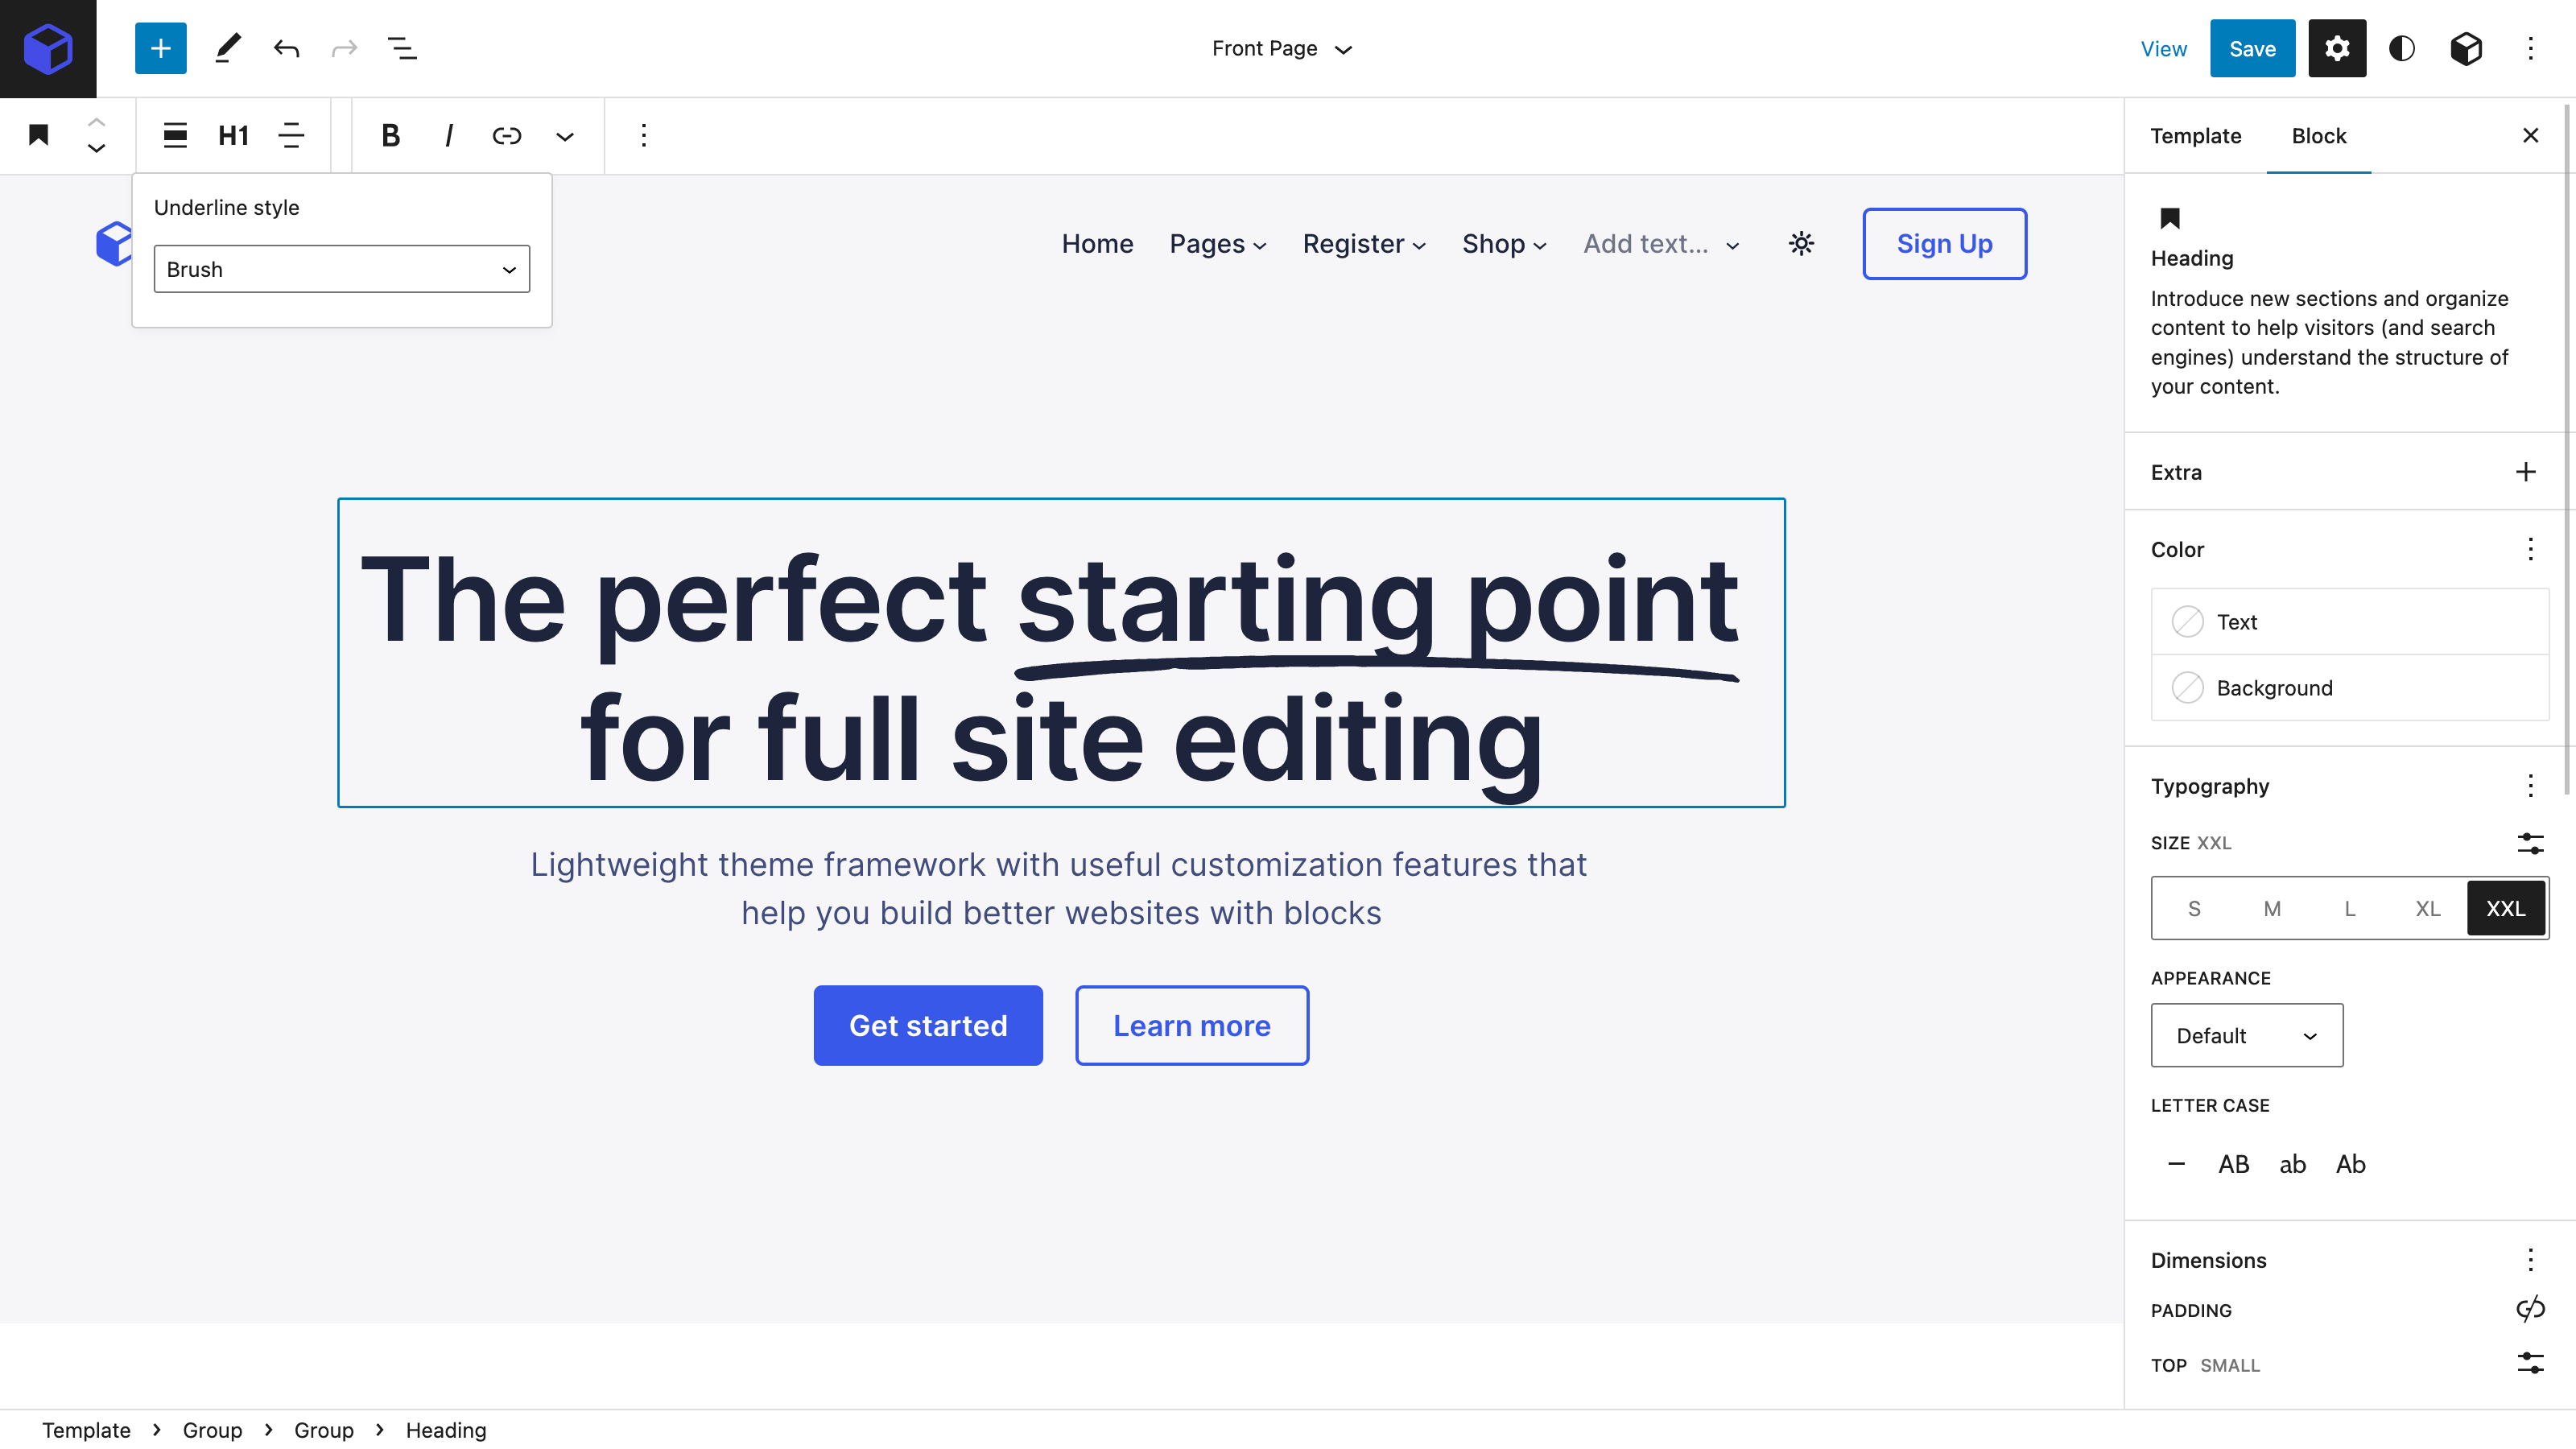 Front Page
View
Save
H1
B
I
Template
Block
Underline style
Brush
Home
Pages
Register
Shop
Add text...
Sign Up
The perfect starting point
for full site editing
Lightweight theme framework with useful customization features that
help you build better websites with blocks
Get started
Learn more
Heading
Introduce new sections and organize
content to help visitors (and search
engines) understand the structure of
your content.
Extra
Color
Text
Background
Typography
SIZE XXL
S
M
L
XL
XXL
APPEARANCE
Default
LETTER CASE
AB
ab
Ab
Dimensions
PADDING
TOP SMALL
Template
Group
Group
Heading